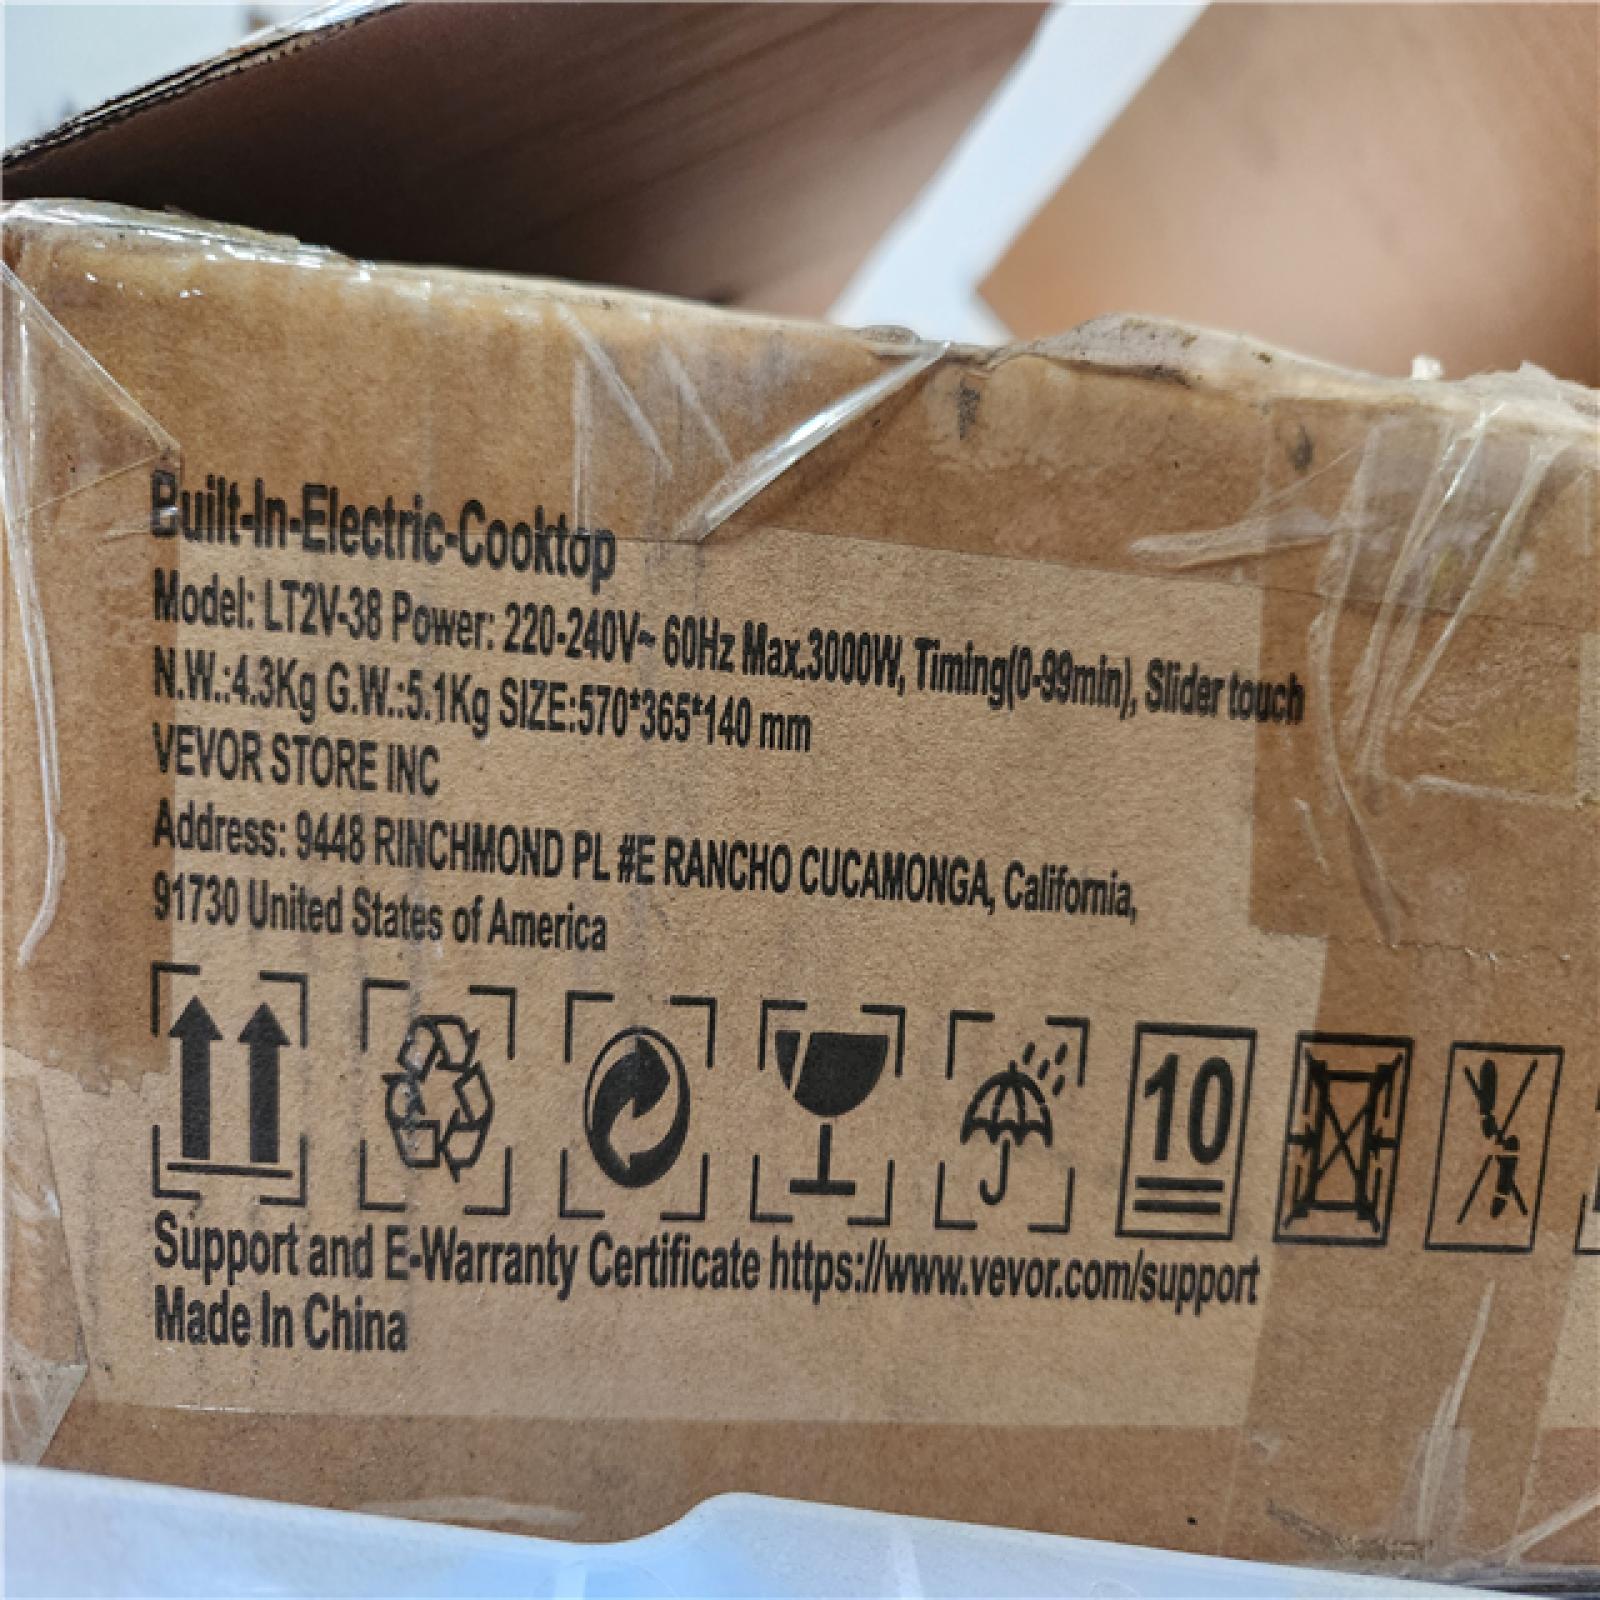 Built-In-Electric-Cooktop
Model: LT2V-38 Power: 220-240V~ 60Hz Max.3000W, Timing(0-99min), Slider touch
N.W.:4.3Kg G.W.:5.1Kg SIZE:570*365*140 mm
VEVOR STORE INC
Address: 9448 RINCHMOND PL #E RANCHO CUCAMONGA, California,
91730 United States of America
10
Support and E-Warranty Certificate https://www.vevor.com/support
Made In China